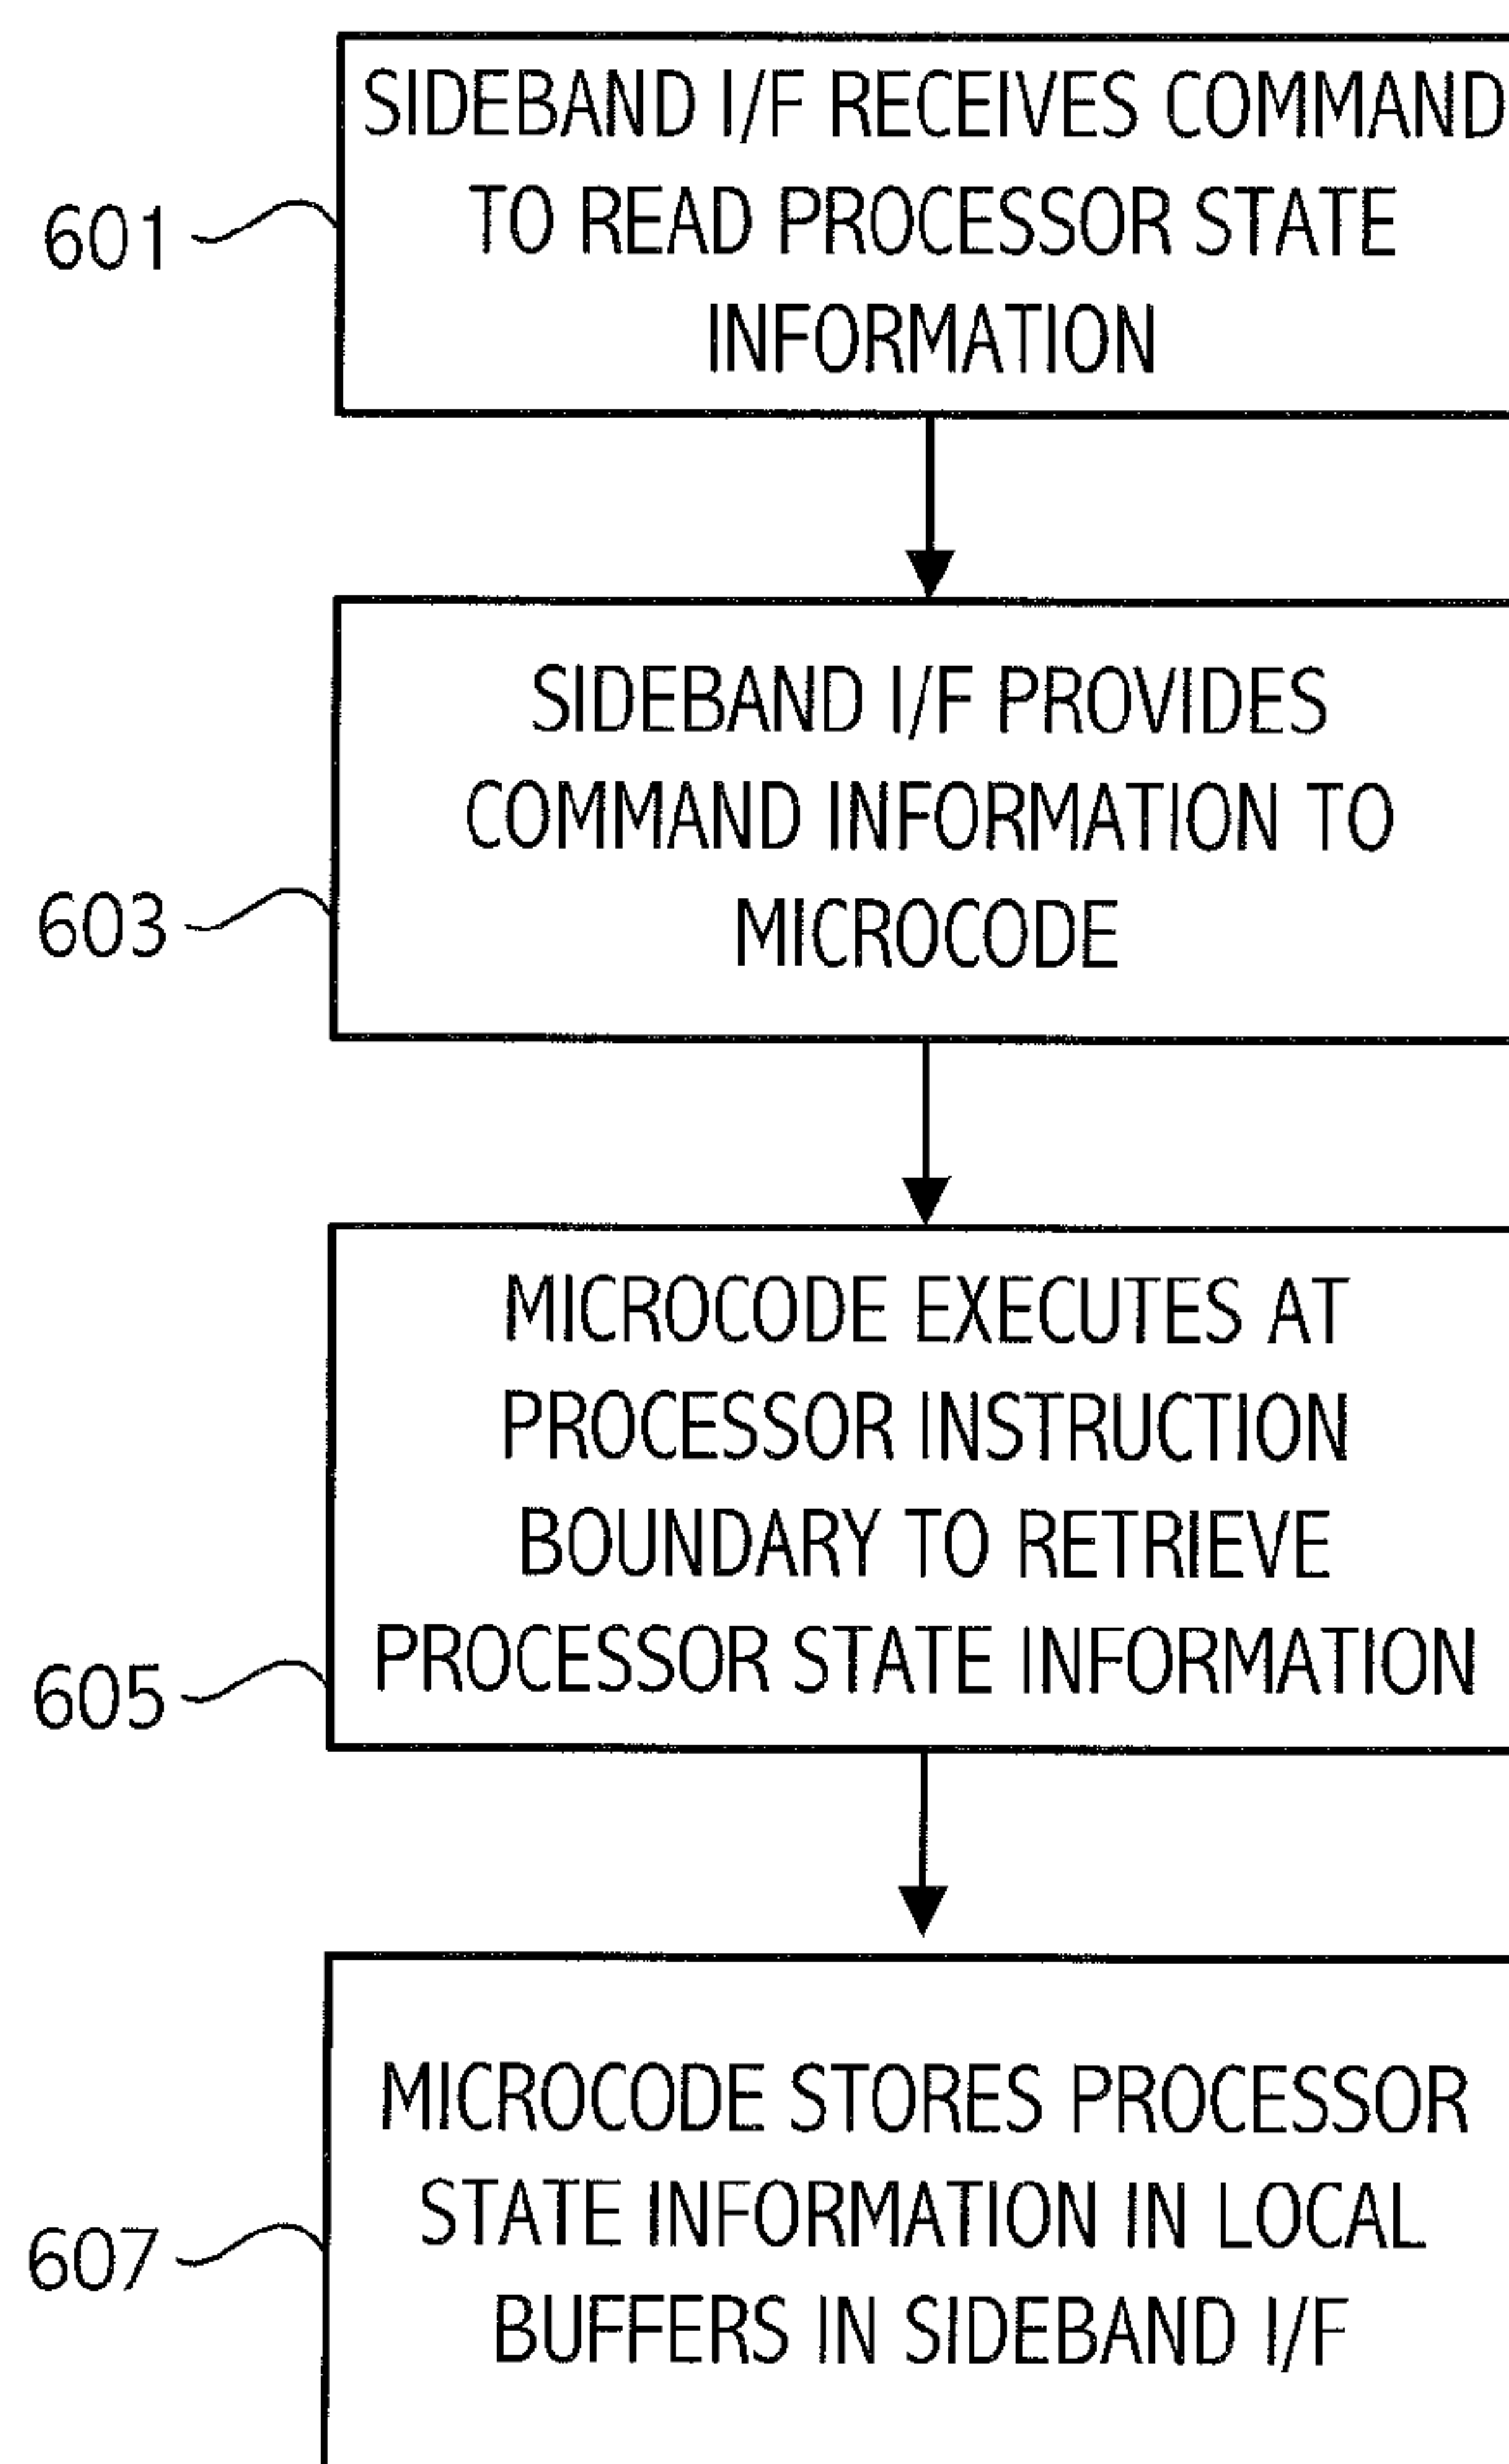 SIDEBAND I/F RECEIVES COMMAND
TO READ PROCESSOR STATE
INFORMATION
601
SIDEBAND I/F PROVIDES
COMMAND INFORMATION TO
MICROCODE
603
MICROCODE EXECUTES AT
PROCESSOR INSTRUCTION
BOUNDARY TO RETRIEVE
PROCESSOR STATE INFORMATION
605
MICROCODE STORES PROCESSOR
STATE INFORMATION IN LOCAL
BUFFERS IN SIDEBAND I/F
607